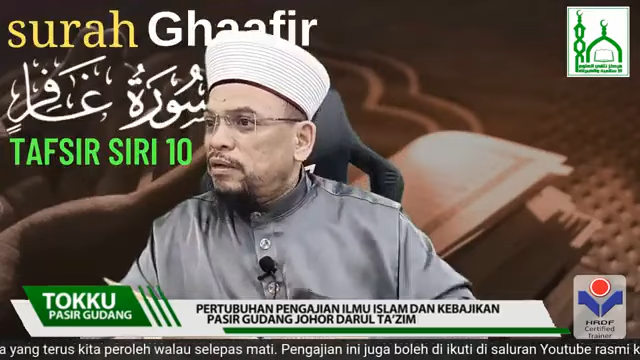 surah Ghaafir
سُورَةُ غَافِرٍ
TAFSIR SIRI 10
TOKKU
PASIR GUDANG
PERTUBUHAN PENGAJIAN ILMU ISLAM DAN KEBAJIKAN
PASIR GUDANG JOHOR DARUL TA'ZIM
HRDF
Certified
Trainer
a yang terus kita peroleh walau selepas mati. Pengajian ini juga boleh di ikuti di saluran Youtube rasmi k